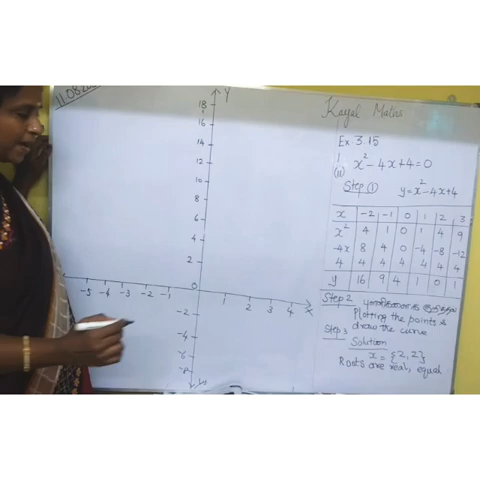 11.08
Y
18
16
14
12
10
8
6
4
2
0
-5 -4 -3 -2 -1 1 2 3 4 X
-2
-4
-6
-8
Kayal Maths
Ex 3.15
1
(ii) x² - 4x + 4 = 0
Step ① y = x² - 4x + 4
x -2 -1 0 1 2 3
x² 4 1 0 1 4 9
-4x 8 4 0 -4 -8 -12
4 4 4 4 4 4 4
y 16 9 4 1 0 1
Step 2
Plotting the points &
Step 3 draw the curve
Solution
x = {2, 2}
Roots are real, equal